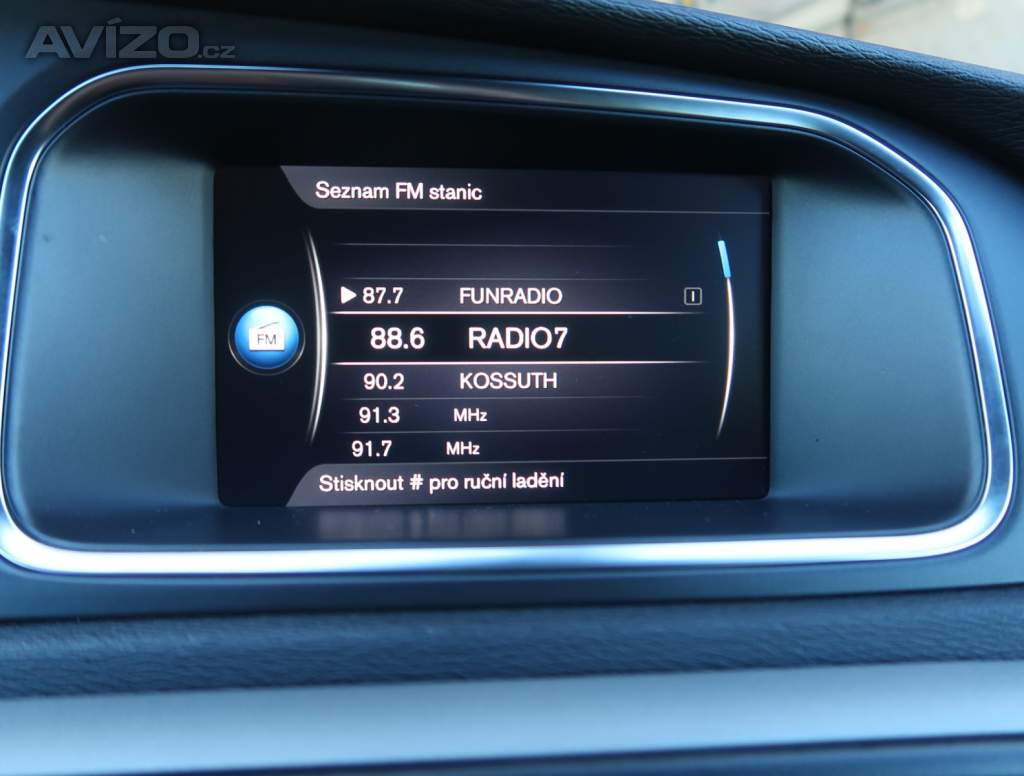 AVÍZO.cz
Seznam FM stanic
87.7 FUNRADIO I
FM
88.6 RADIO7
90.2 KOSSUTH
91.3 MHz
91.7 MHz
Stisknout # pro ruční ladění